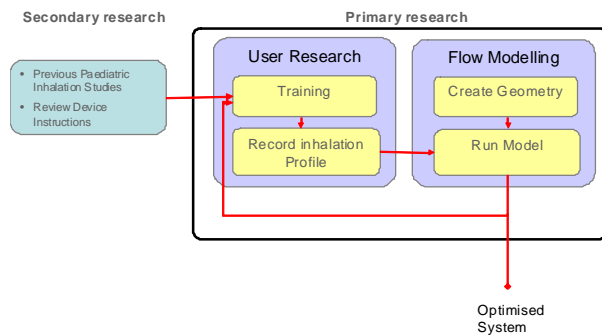 Secondary research
Primary research
• Previous Paediatric
Inhalation Studies
• Review Device
Instructions
User Research
Training
Record inhalation
Profile
Flow Modelling
Create Geometry
Run Model
Optimised
System